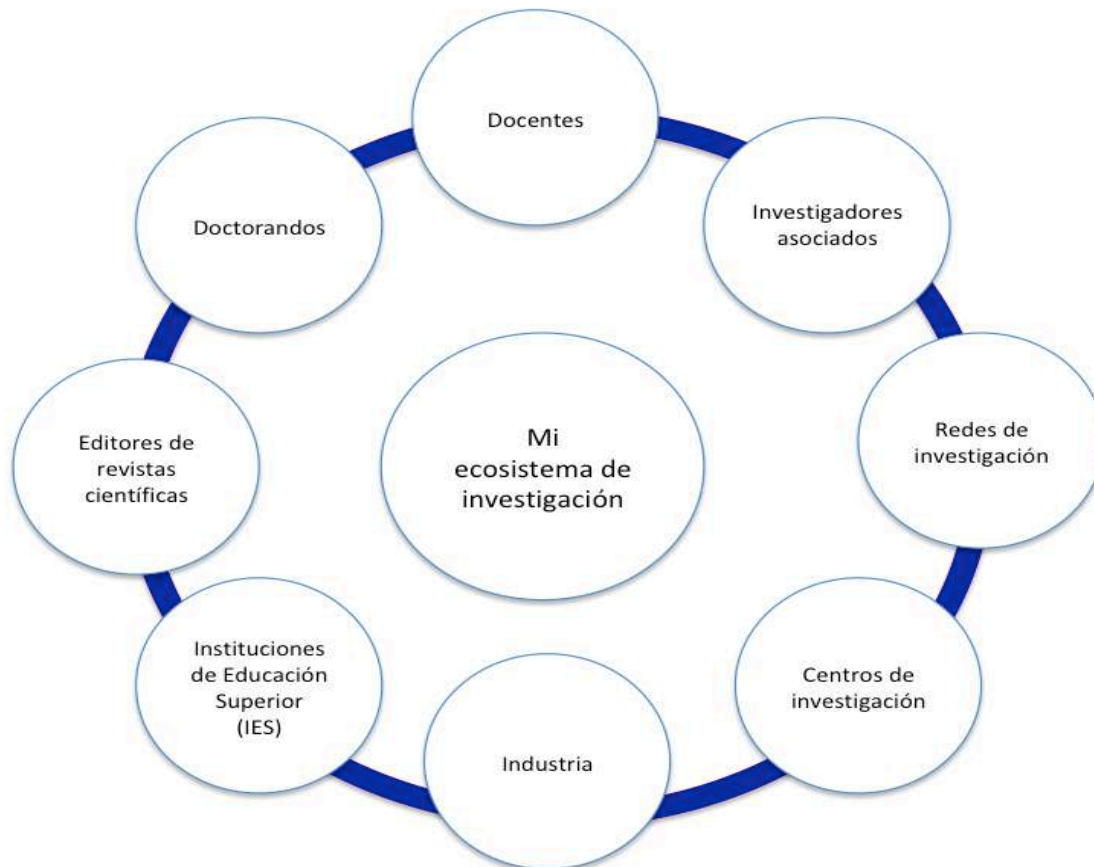 Docentes
Doctorandos
Investigadores
asociados
Editores de
revistas
científicas
Mi
ecosistema de
investigación
Redes de
investigación
Instituciones
de Educación
Superior
(IES)
Industria
Centros de
investigación